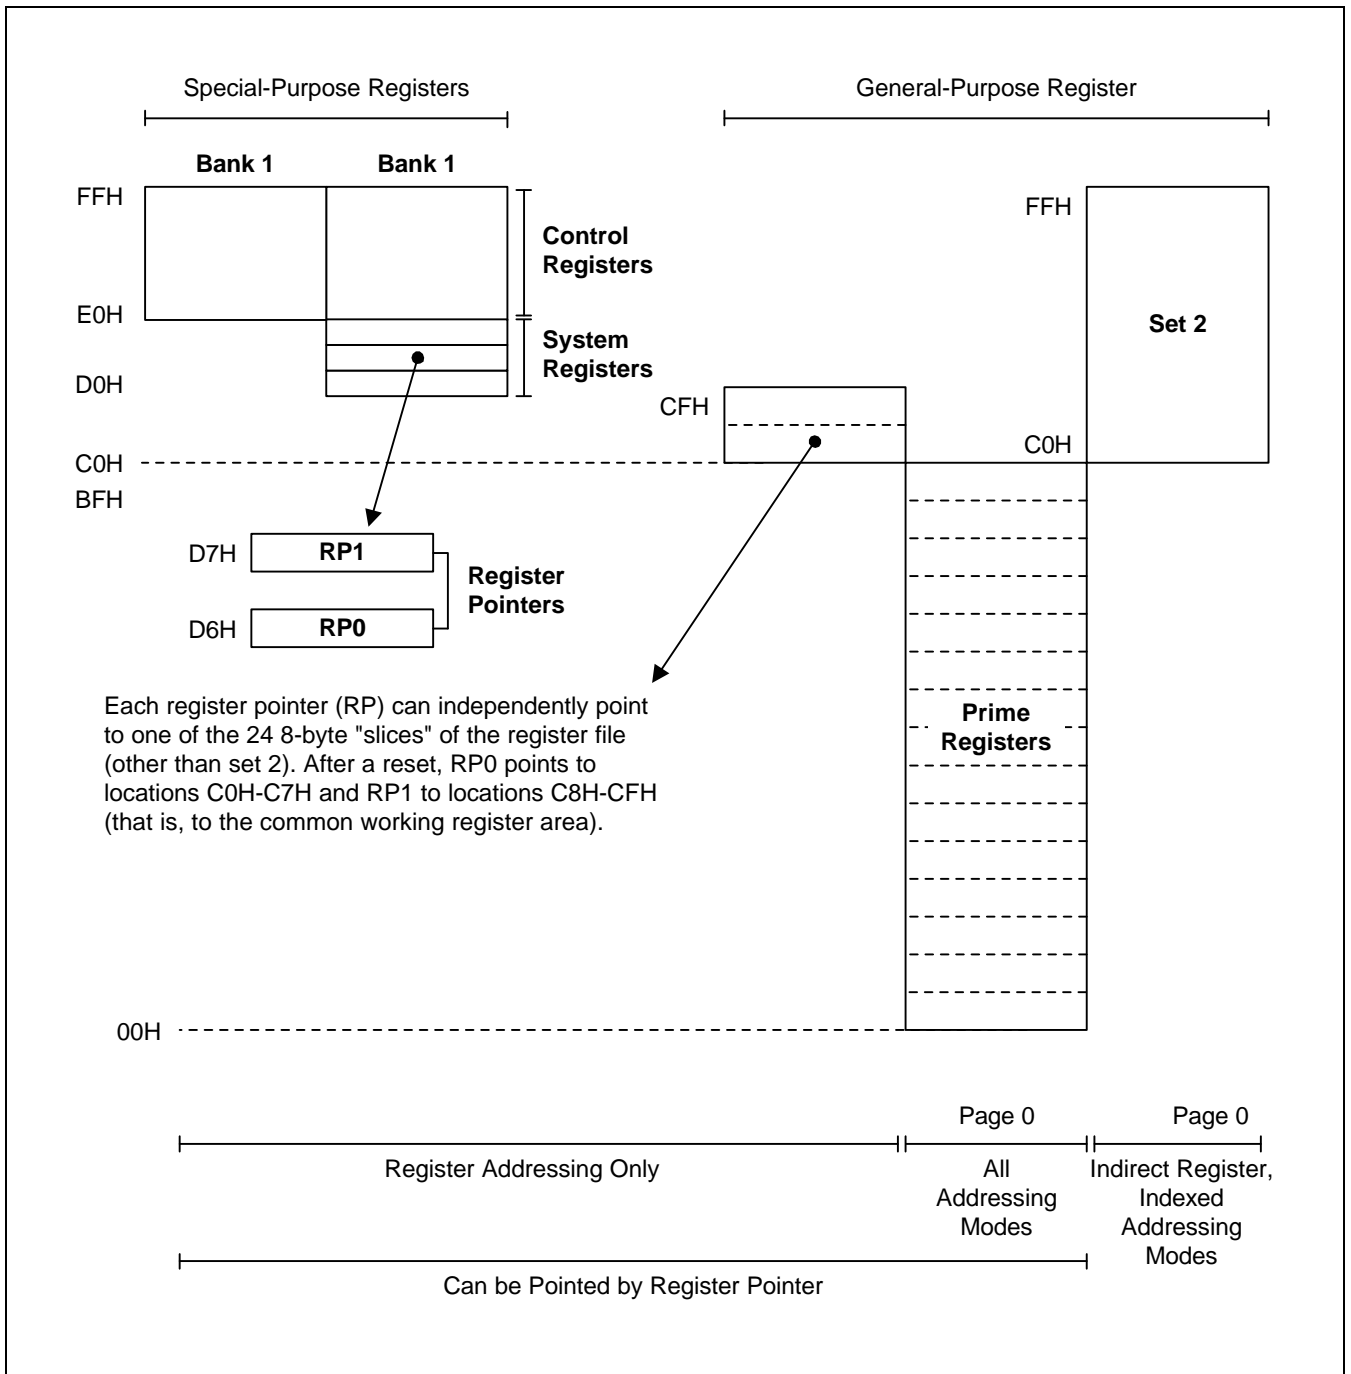 Special-Purpose Registers
General-Purpose Register
Bank 1
Bank 1
FFH
FFH
Control
Registers
E0H
Set 2
System
Registers
D0H
CFH
C0H
C0H
BFH
D7H
RP1
Register
Pointers
D6H
RP0
Each register pointer (RP) can independently point
to one of the 24 8-byte "slices" of the register file
(other than set 2). After a reset, RP0 points to
locations C0H-C7H and RP1 to locations C8H-CFH
(that is, to the common working register area).
Prime
Registers
00H
Page 0
Page 0
Register Addressing Only
All
Addressing
Modes
Indirect Register,
Indexed
Addressing
Modes
Can be Pointed by Register Pointer